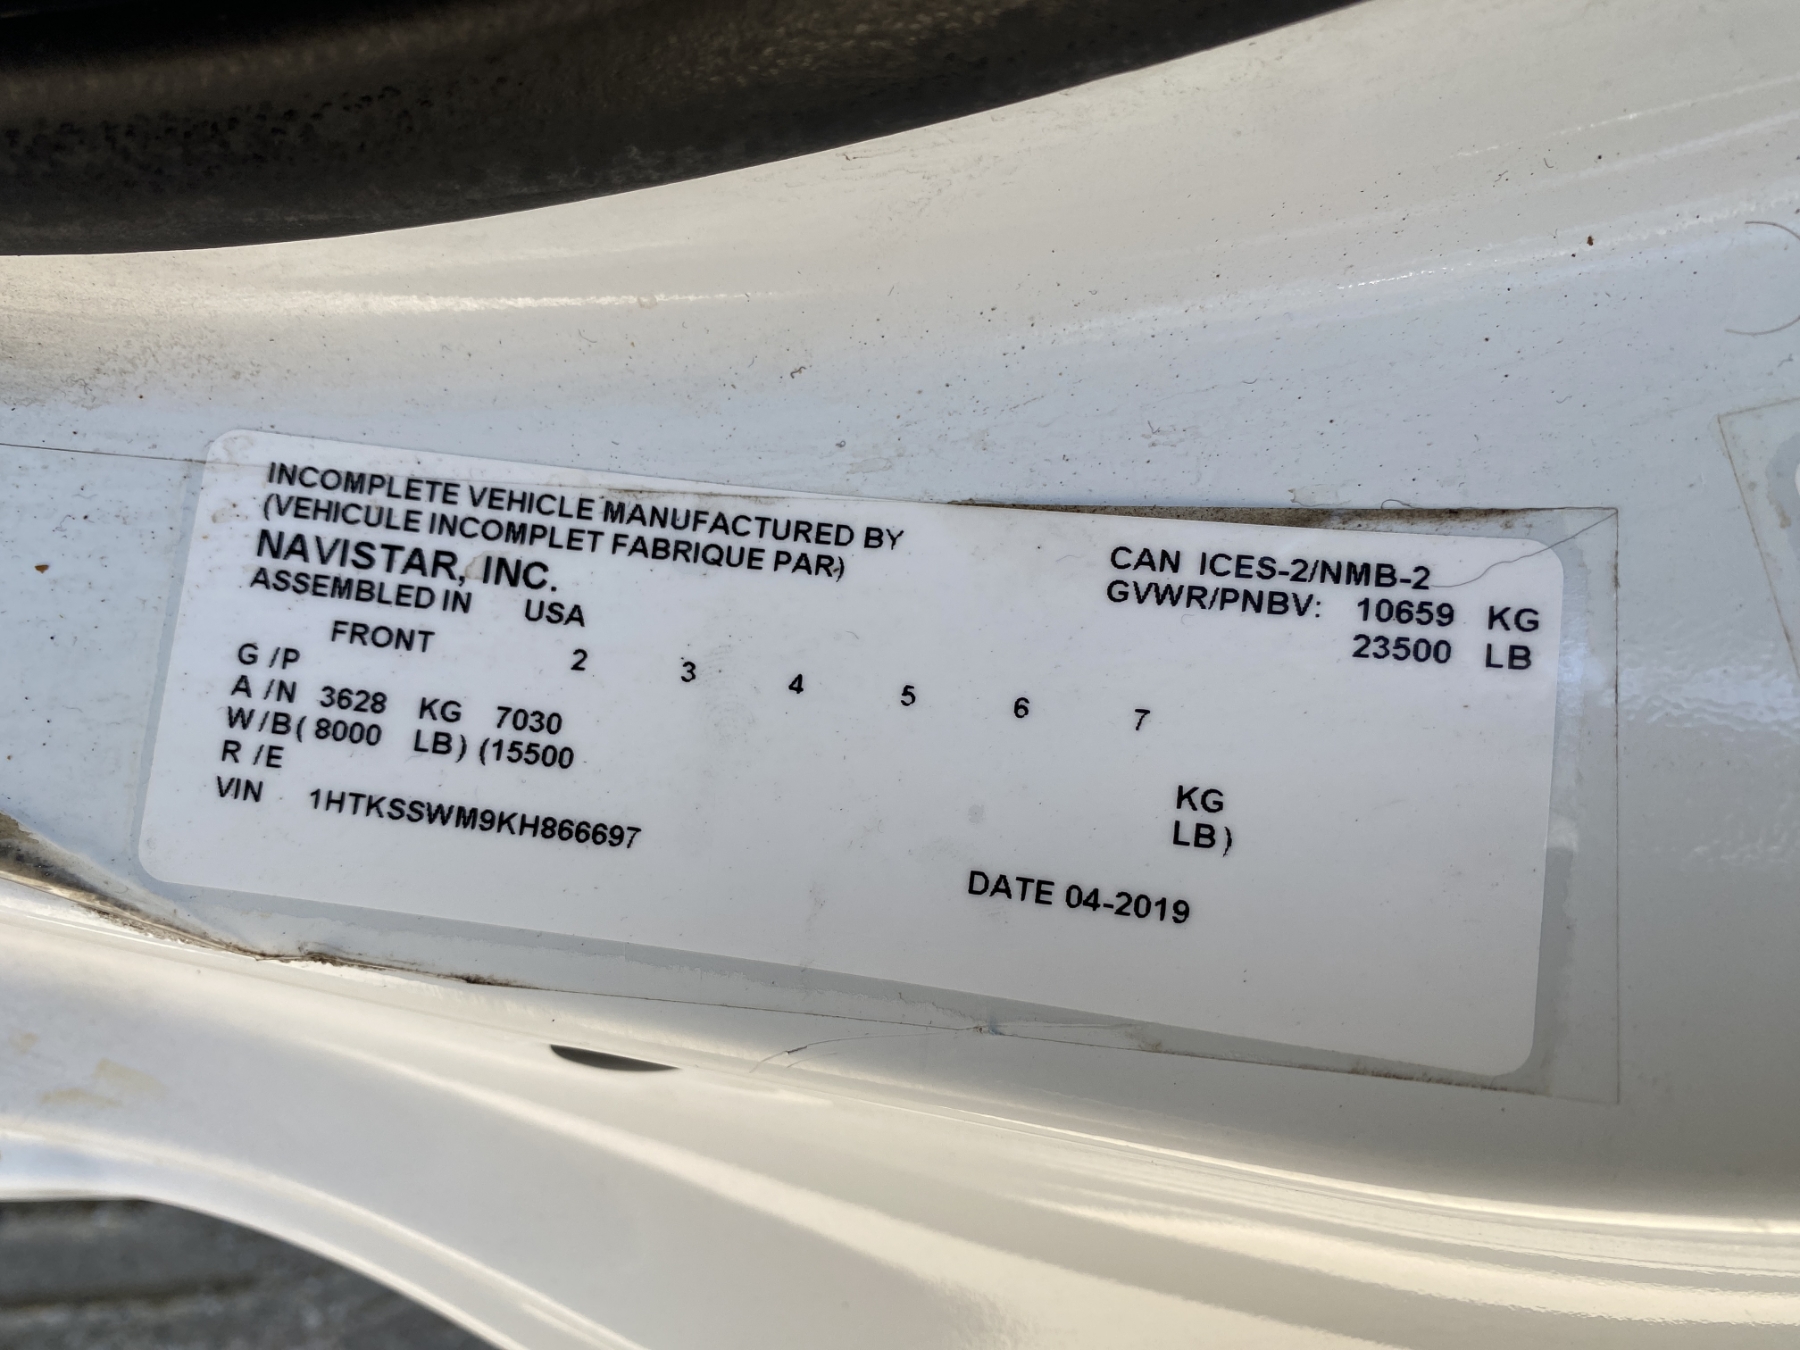 INCOMPLETE VEHICLE MANUFACTURED BY
(VEHICULE INCOMPLET FABRIQUE PAR)
NAVISTAR, INC.
ASSEMBLED IN USA
CAN ICES-2/NMB-2
GVWR/PNBV: 10659 KG
23500 LB
FRONT 2 3 4 5 6 7
G /P
A /N 3628 KG 7030 KG
W /B ( 8000 LB) (15500 LB)
R /E
VIN 1HTKSSWM9KH866697
DATE 04-2019